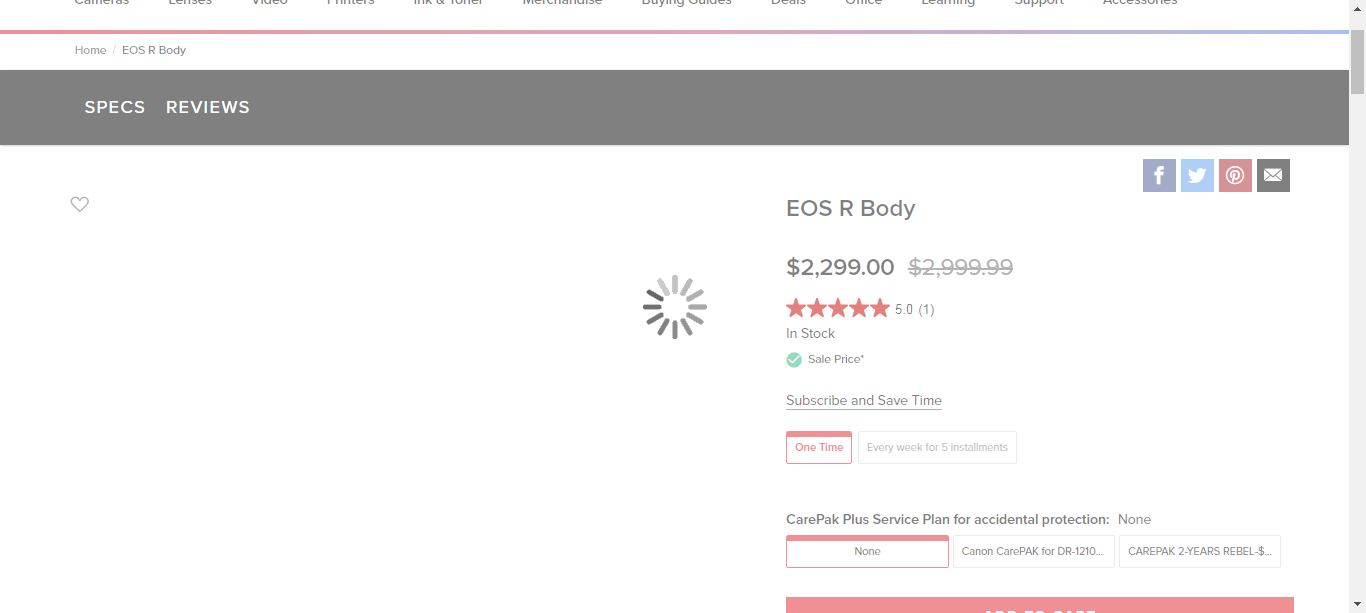 Cameras Lenses Video Printers Ink & Toner Merchandise Buying Guides Deals Office Learning Support Accessories
Home / EOS R Body
SPECS REVIEWS
EOS R Body
$2,299.00 $2,999.99
5.0 (1)
In Stock
Sale Price*
Subscribe and Save Time
One Time Every week for 5 installments
CarePak Plus Service Plan for accidental protection: None
None Canon CarePAK for DR-1210... CAREPAK 2-YEARS REBEL-$...
ADD TO CART